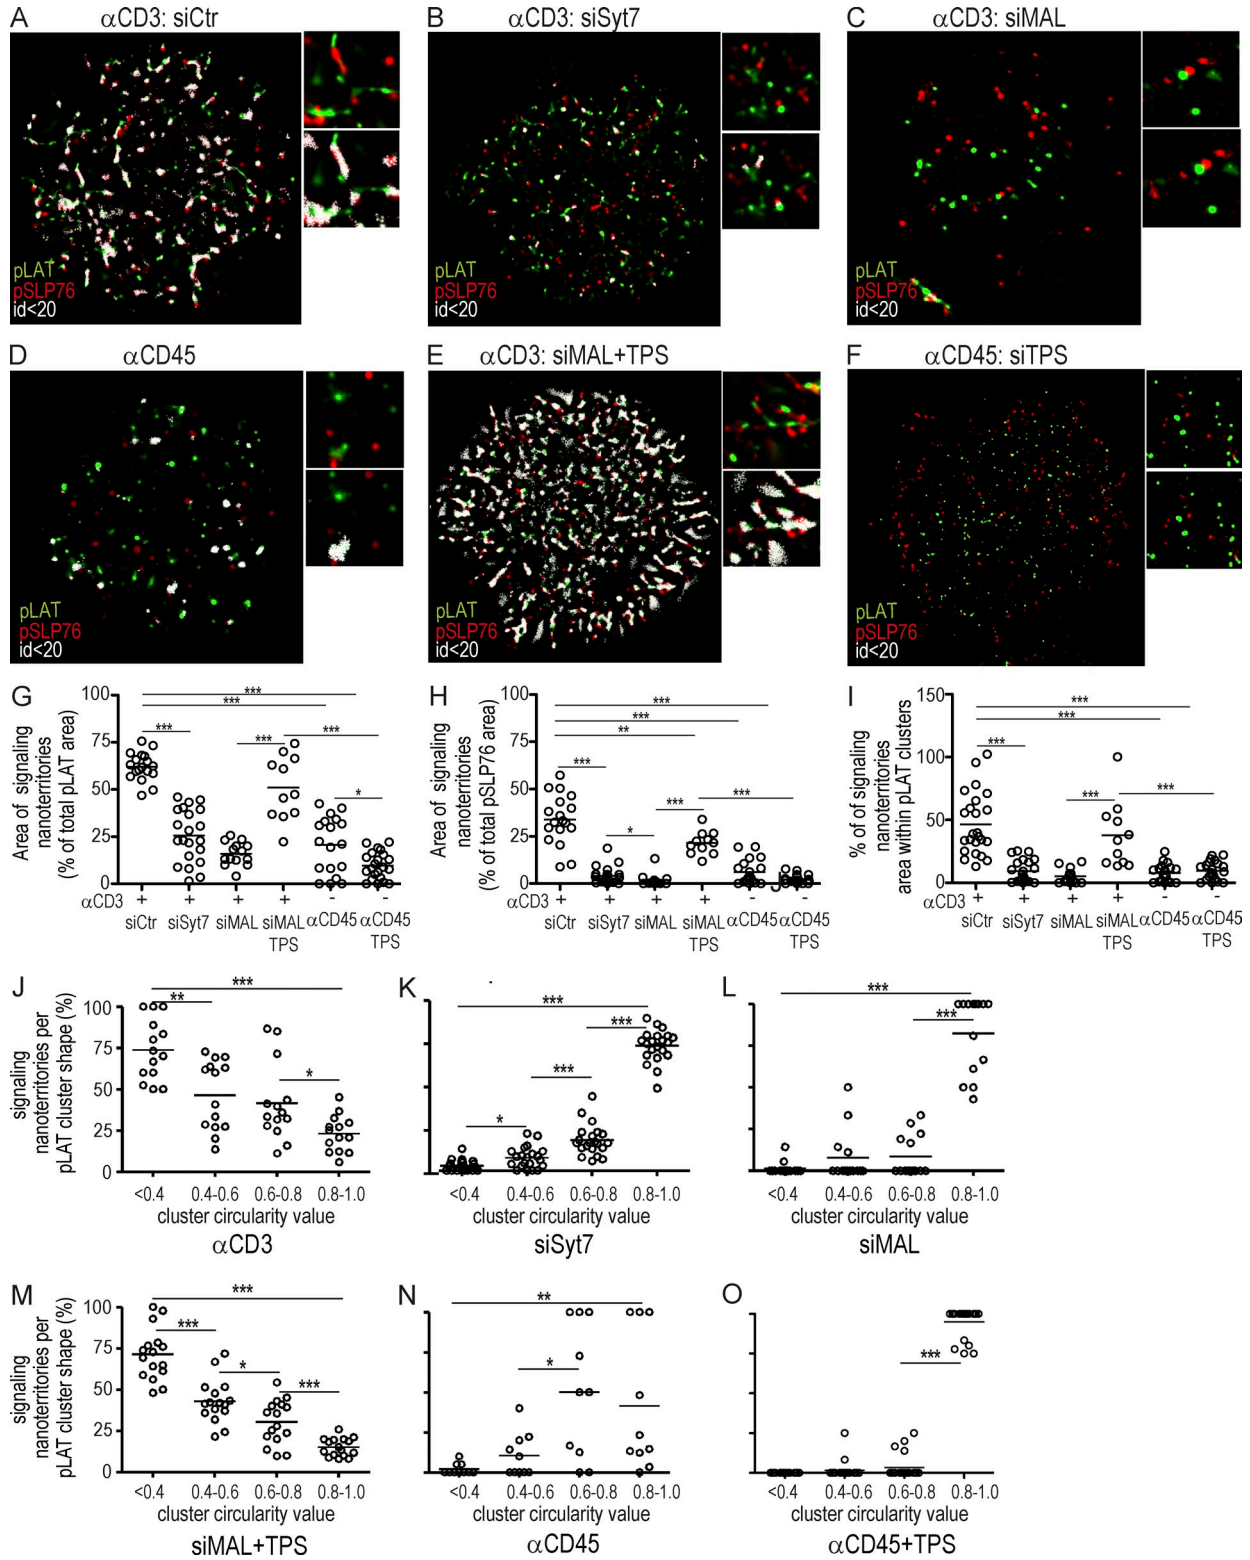 A αCD3: siCtr
pLAT
pSLP76
id<20
B αCD3: siSyt7
pLAT
pSLP76
id<20
C αCD3: siMAL
pLAT
pSLP76
id<20
D αCD45
pLAT
pSLP76
id<20
E αCD3: siMAL+TPS
pLAT
pSLP76
id<20
F αCD45: siTPS
pLAT
pSLP76
id<20
G
Area of signaling
nanoterritories
(% of total pLAT area)
100
75
50
25
0
*** *** *** *** *** *
αCD3 + + + + - -
siCtr siSyt7 siMAL siMAL αCD45 αCD45
TPS TPS
H
Area of signaling
nanoterritories
(% of total pSLP76 area)
100
75
50
25
0
*** *** ** *** * *** ***
αCD3 + + + + - -
siCtr siSyt7 siMAL siMAL αCD45 αCD45
TPS TPS
I
% of of signaling
nanoterritories
area within pLAT clusters
150
100
50
0
*** *** *** *** ***
αCD3 + + + + - -
siCtr siSyt7 siMAL siMAL αCD45 αCD45
TPS TPS
J
signaling
nanoterritories per
pLAT cluster shape (%)
100
75
50
25
0
*** ** *
<0.4 0.4-0.6 0.6-0.8 0.8-1.0
cluster circularity value
αCD3
K
*** *** *** *
<0.4 0.4-0.6 0.6-0.8 0.8-1.0
cluster circularity value
siSyt7
L
*** ***
<0.4 0.4-0.6 0.6-0.8 0.8-1.0
cluster circularity value
siMAL
M
signaling
nanoterritories per
pLAT cluster shape (%)
100
75
50
25
0
*** *** * ***
<0.4 0.4-0.6 0.6-0.8 0.8-1.0
cluster circularity value
siMAL+TPS
N
** *
<0.4 0.4-0.6 0.6-0.8 0.8-1.0
cluster circularity value
αCD45
O
***
<0.4 0.4-0.6 0.6-0.8 0.8-1.0
cluster circularity value
αCD45+TPS